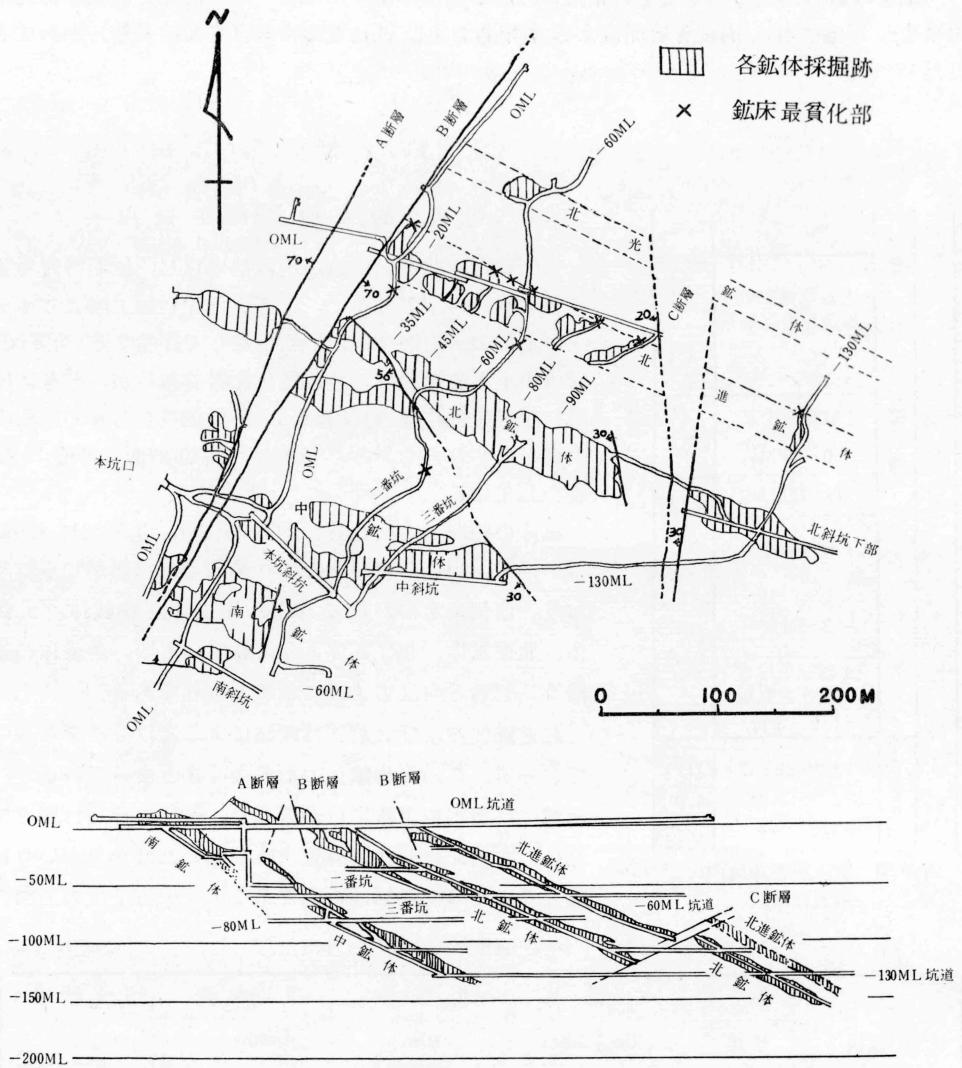 N
各鉱体採掘跡
× 鉱床最貧化部
A断層
B断層
OML
−60ML
北光鉱体
OML
70
−20ML
70
35ML
−45ML
−60ML
−80ML
−90ML
20
C断層
北進鉱体
−130ML
56
北鉱体
30
本坑口
OML
二番坑
三番坑
中鉱体
30
北斜坑下部
OML
本坑斜坑
中斜坑
−130ML
30
南鉱体
−60ML
南斜坑
OML
0 100 200M
A断層 B断層 B断層
OML坑道
OML
南鉱体
北進鉱体
−50ML
二番坑
−60ML坑道
C断層
三番坑
−80ML
北鉱体
北進鉱体
−100ML
中鉱体
北鉱体
−130ML坑道
−150ML
−200ML